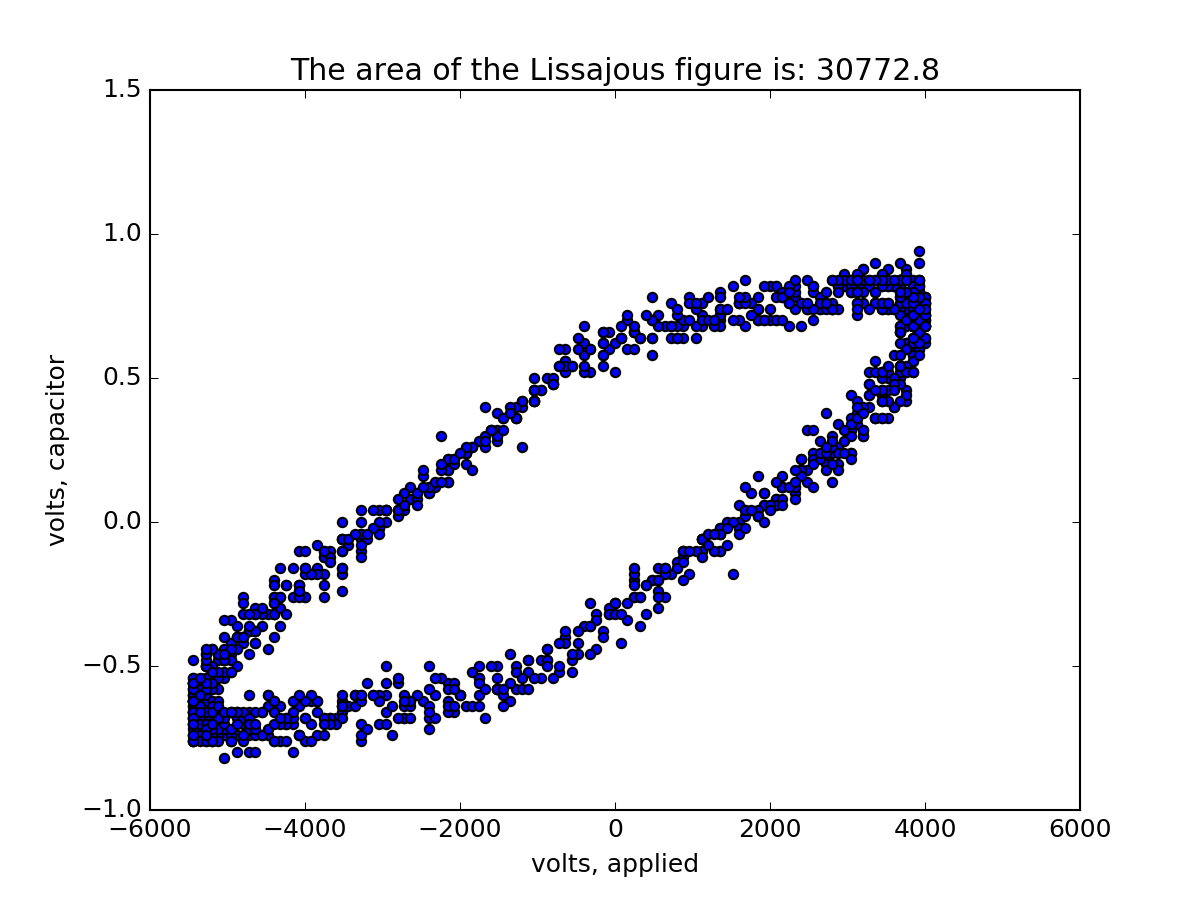 The area of the Lissajous figure is: 30772.8
1.5
1.0
0.5
0.0
−0.5
−1.0
volts, capacitor
−6000 −4000 −2000 0 2000 4000 6000
volts, applied